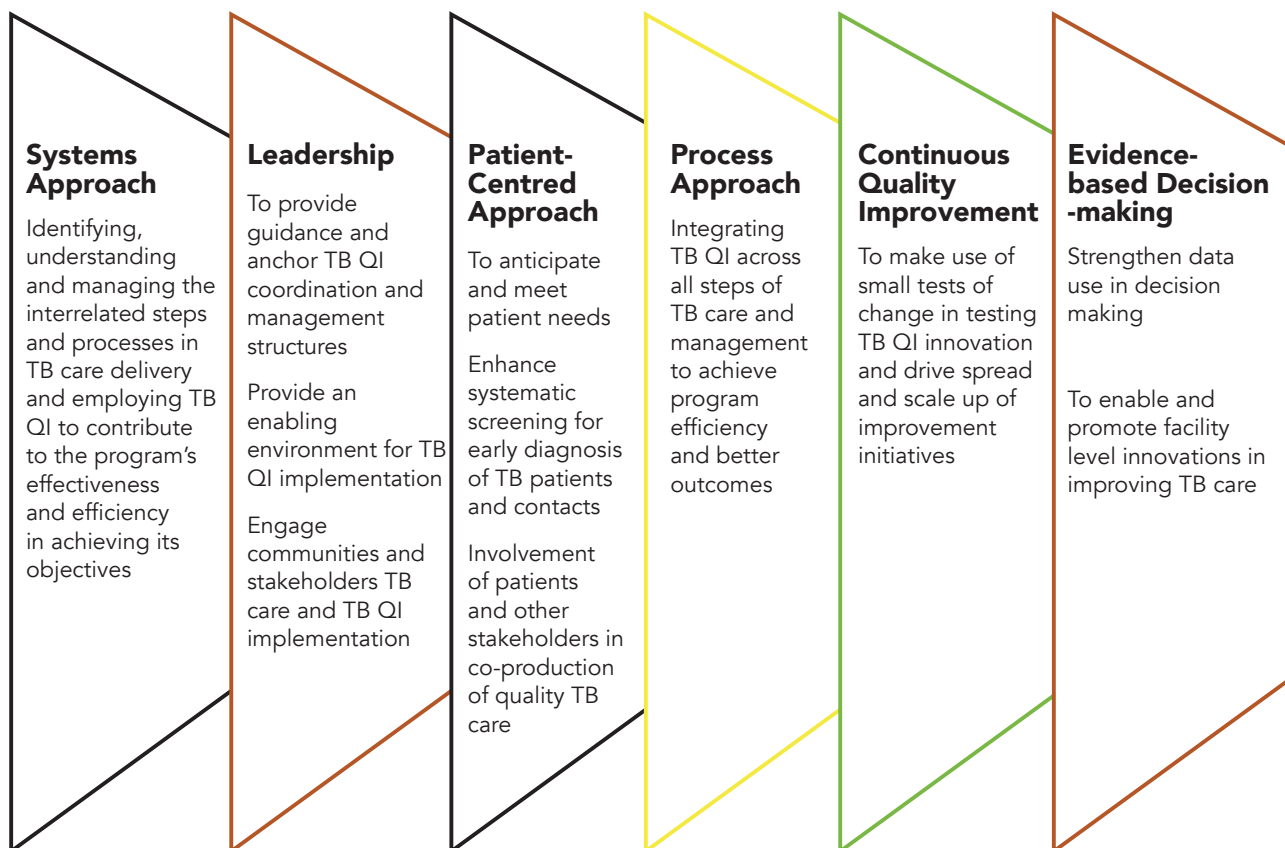 Systems
Approach
Identifying,
understanding
and managing the
interrelated steps
and processes in
TB care delivery
and employing TB
QI to contribute
to the program’s
effectiveness
and efficiency
in achieving its
objectives
Leadership
To provide
guidance and
anchor TB QI
coordination and
management
structures
Provide an
enabling
environment for TB
QI implementation
Engage
communities and
stakeholders TB
care and TB QI
implementation
Patient-
Centred
Approach
To anticipate
and meet
patient needs
Enhance
systematic
screening for
early diagnosis
of TB patients
and contacts
Involvement
of patients
and other
stakeholders in
co-production
of quality TB
care
Process
Approach
Integrating
TB QI across
all steps of
TB care and
management
to achieve
program
efficiency
and better
outcomes
Continuous
Quality
Improvement
To make use of
small tests of
change in testing
TB QI innovation
and drive spread
and scale up of
improvement
initiatives
Evidence-
based Decision
-making
Strengthen data
use in decision
making
To enable and
promote facility
level innovations in
improving TB care